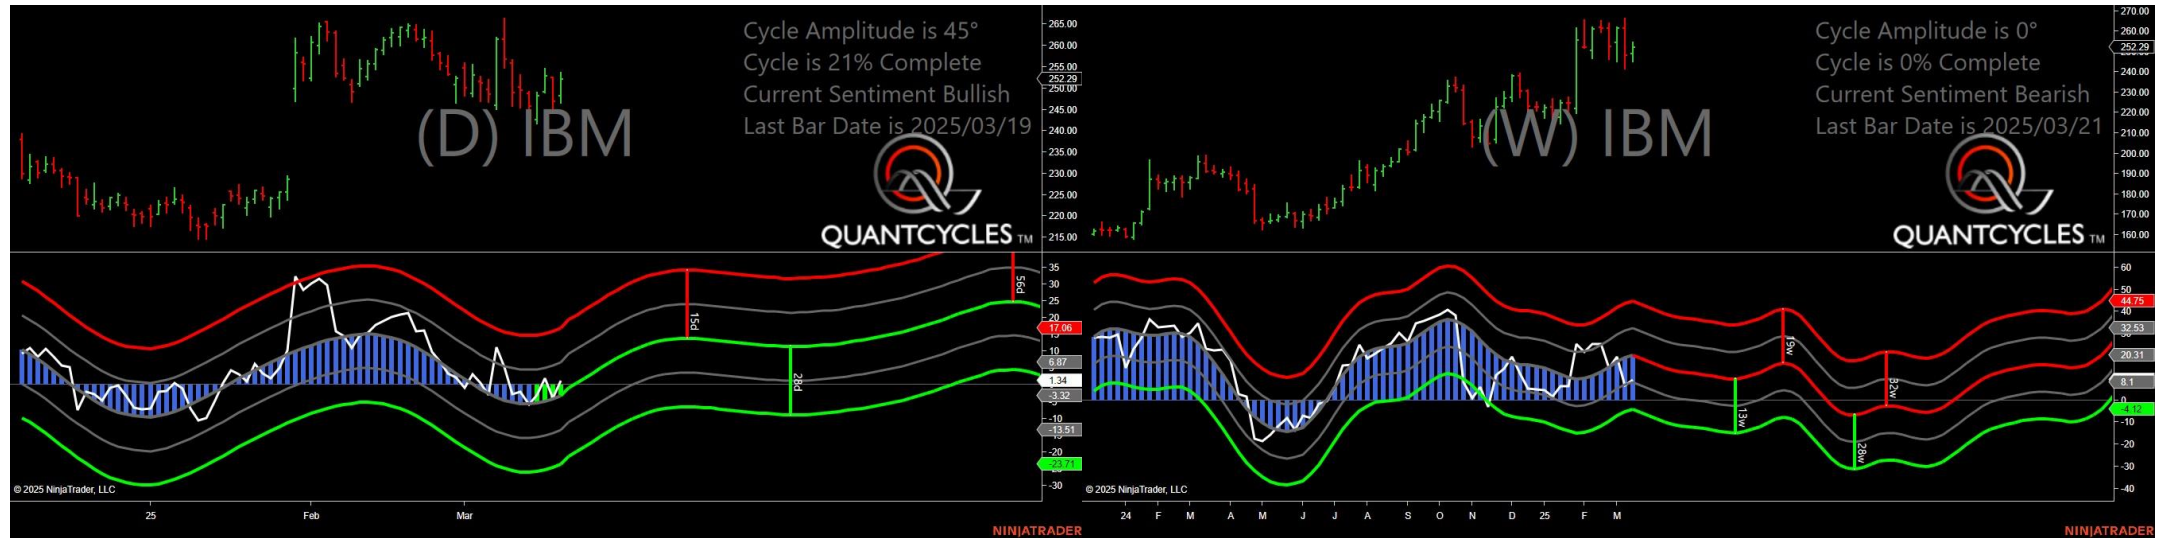 Cycle Amplitude is 45°
Cycle is 21% Complete
Current Sentiment Bullish
Last Bar Date is 2025/03/19
(D) IBM
QUANTCYCLES TM
265.00
260.00
255.00
252.29
250.00
245.00
240.00
235.00
230.00
225.00
220.00
215.00
35
30
25
20
17.06
15
10
6.87
1.34
-3.32
-10
-13.51
-20
-23.71
-30
15d
28d
56d
© 2025 NinjaTrader, LLC
25
Feb
Mar
NINJATRADER
Cycle Amplitude is 0°
Cycle is 0% Complete
Current Sentiment Bearish
Last Bar Date is 2025/03/21
(W) IBM
QUANTCYCLES TM
270.00
260.00
252.29
240.00
230.00
220.00
210.00
200.00
190.00
180.00
170.00
160.00
60
50
44.75
40
32.53
20.31
8.1
0
-4.12
-10
-20
-30
-40
13w
19w
28w
32w
© 2025 NinjaTrader, LLC
24
F
M
A
M
J
J
A
S
O
N
D
25
F
M
NINJATRADER